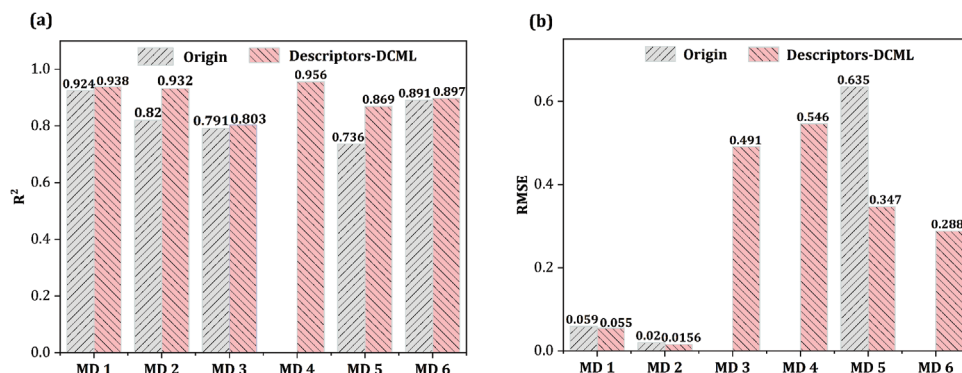 (a)
Origin Descriptors-DCML
R²
1.0
0.8
0.6
0.4
0.2
0.0
0.924 0.938
0.82 0.932
0.791 0.803
0.956
0.736 0.869
0.891 0.897
MD 1 MD 2 MD 3 MD 4 MD 5 MD 6
(b)
Origin Descriptors-DCML
RMSE
0.6
0.4
0.2
0.0
0.059 0.055
0.02 0.0156
0.491
0.546
0.635 0.347
0.288
MD 1 MD 2 MD 3 MD 4 MD 5 MD 6